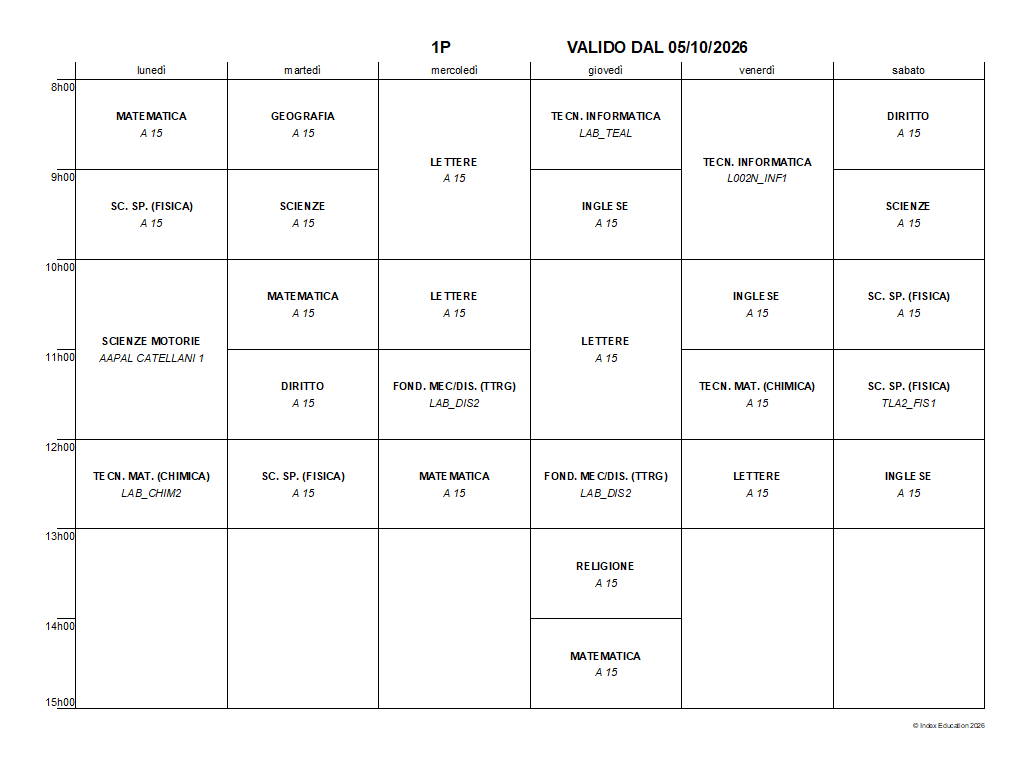 1P VALIDO DAL 05/10/2026
lunedì martedì mercoledì giovedì venerdì sabato
8h00
MATEMATICA
A 15
GEOGRAFIA
A 15
LETTERE
A 15
TECN. INFORMATICA
LAB_TEAL
TECN. INFORMATICA
L002N_INF1
DIRITTO
A 15
9h00
SC. SP. (FISICA)
A 15
SCIENZE
A 15
INGLESE
A 15
SCIENZE
A 15
10h00
SCIENZE MOTORIE
AAPAL CATELLANI 1
MATEMATICA
A 15
LETTERE
A 15
LETTERE
A 15
INGLESE
A 15
SC. SP. (FISICA)
A 15
11h00
DIRITTO
A 15
FOND. MEC/DIS. (TTRG)
LAB_DIS2
TECN. MAT. (CHIMICA)
A 15
SC. SP. (FISICA)
TLA2_FIS1
12h00
TECN. MAT. (CHIMICA)
LAB_CHIM2
SC. SP. (FISICA)
A 15
MATEMATICA
A 15
FOND. MEC/DIS. (TTRG)
LAB_DIS2
LETTERE
A 15
INGLESE
A 15
13h00
RELIGIONE
A 15
14h00
MATEMATICA
A 15
15h00
© Index Education 2026